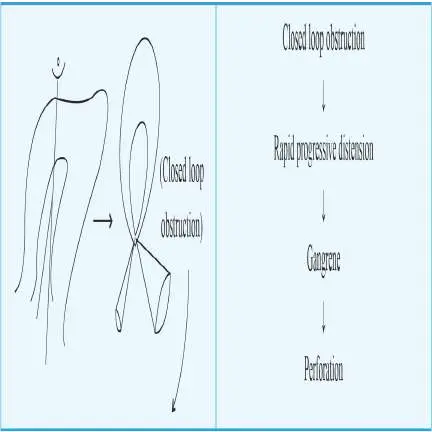 (Closed loop
obstruction)
Closed loop obstruction
Rapid progressive distension
Gangrene
Perforation